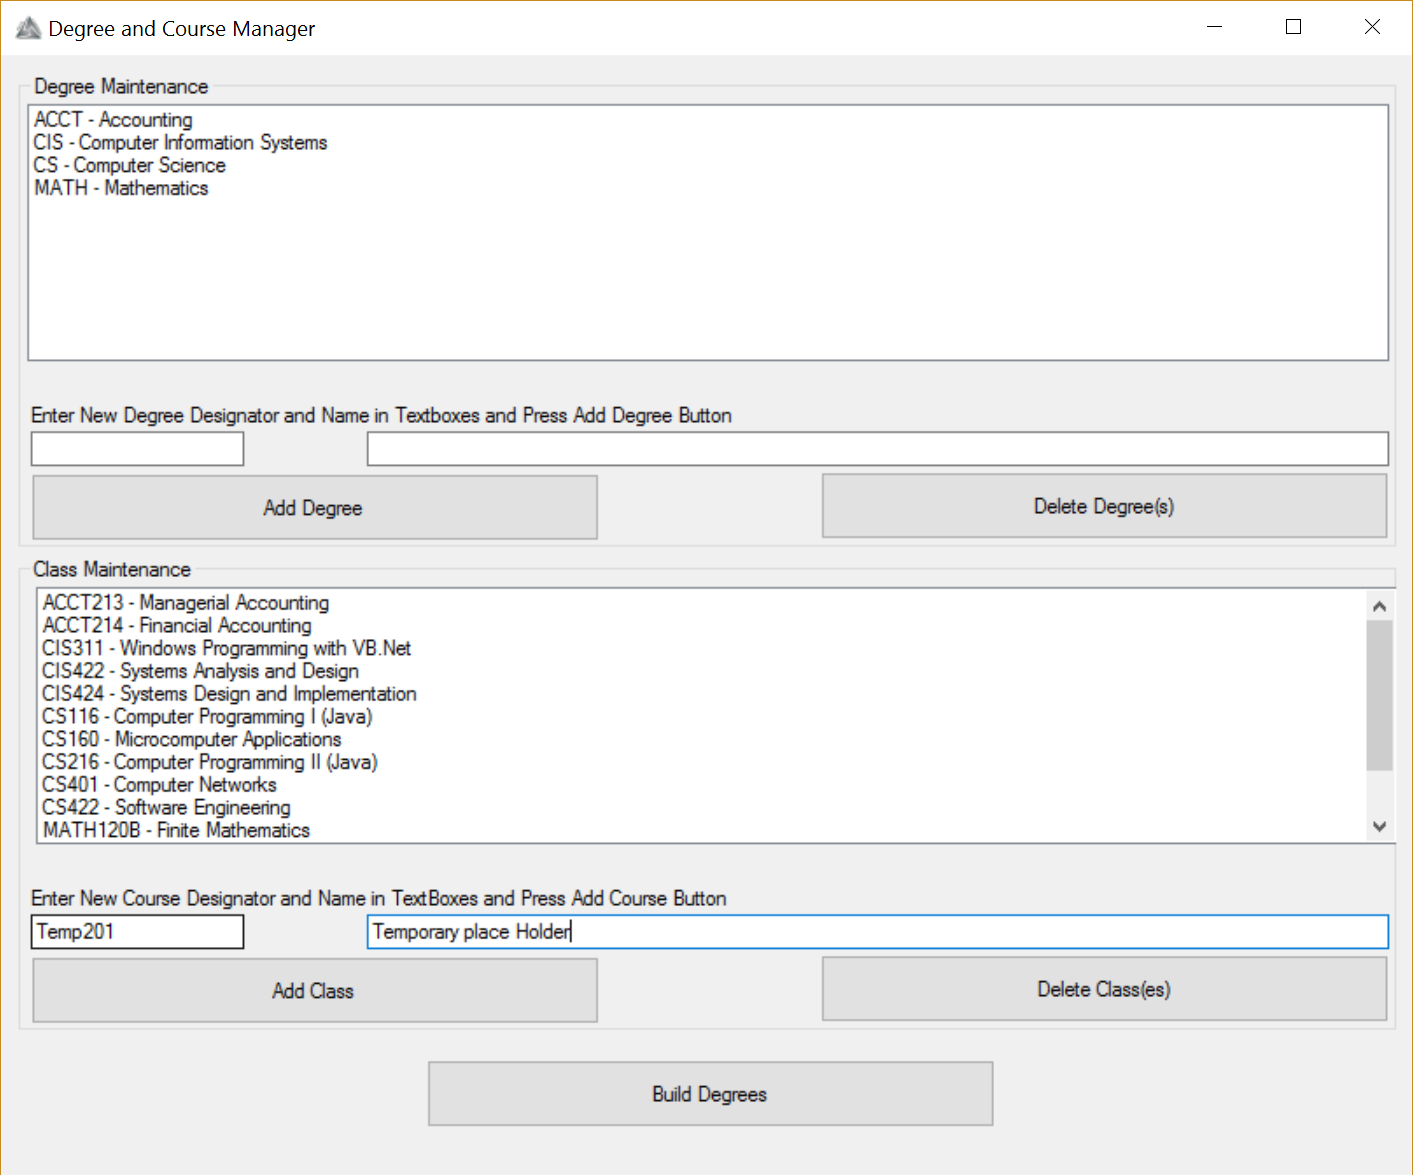 Degree and Course Manager
Degree Maintenance
ACCT - Accounting
CIS - Computer Information Systems
CS - Computer Science
MATH - Mathematics
Enter New Degree Designator and Name in Textboxes and Press Add Degree Button
Add Degree
Delete Degree(s)
Class Maintenance
ACCT213 - Managerial Accounting
ACCT214 - Financial Accounting
CIS311 - Windows Programming with VB.Net
CIS422 - Systems Analysis and Design
CIS424 - Systems Design and Implementation
CS116 - Computer Programming I (Java)
CS160 - Microcomputer Applications
CS216 - Computer Programming II (Java)
CS401 - Computer Networks
CS422 - Software Engineering
MATH120B - Finite Mathematics
Enter New Course Designator and Name in TextBoxes and Press Add Course Button
Temp201
Temporary place Holder
Add Class
Delete Class(es)
Build Degrees